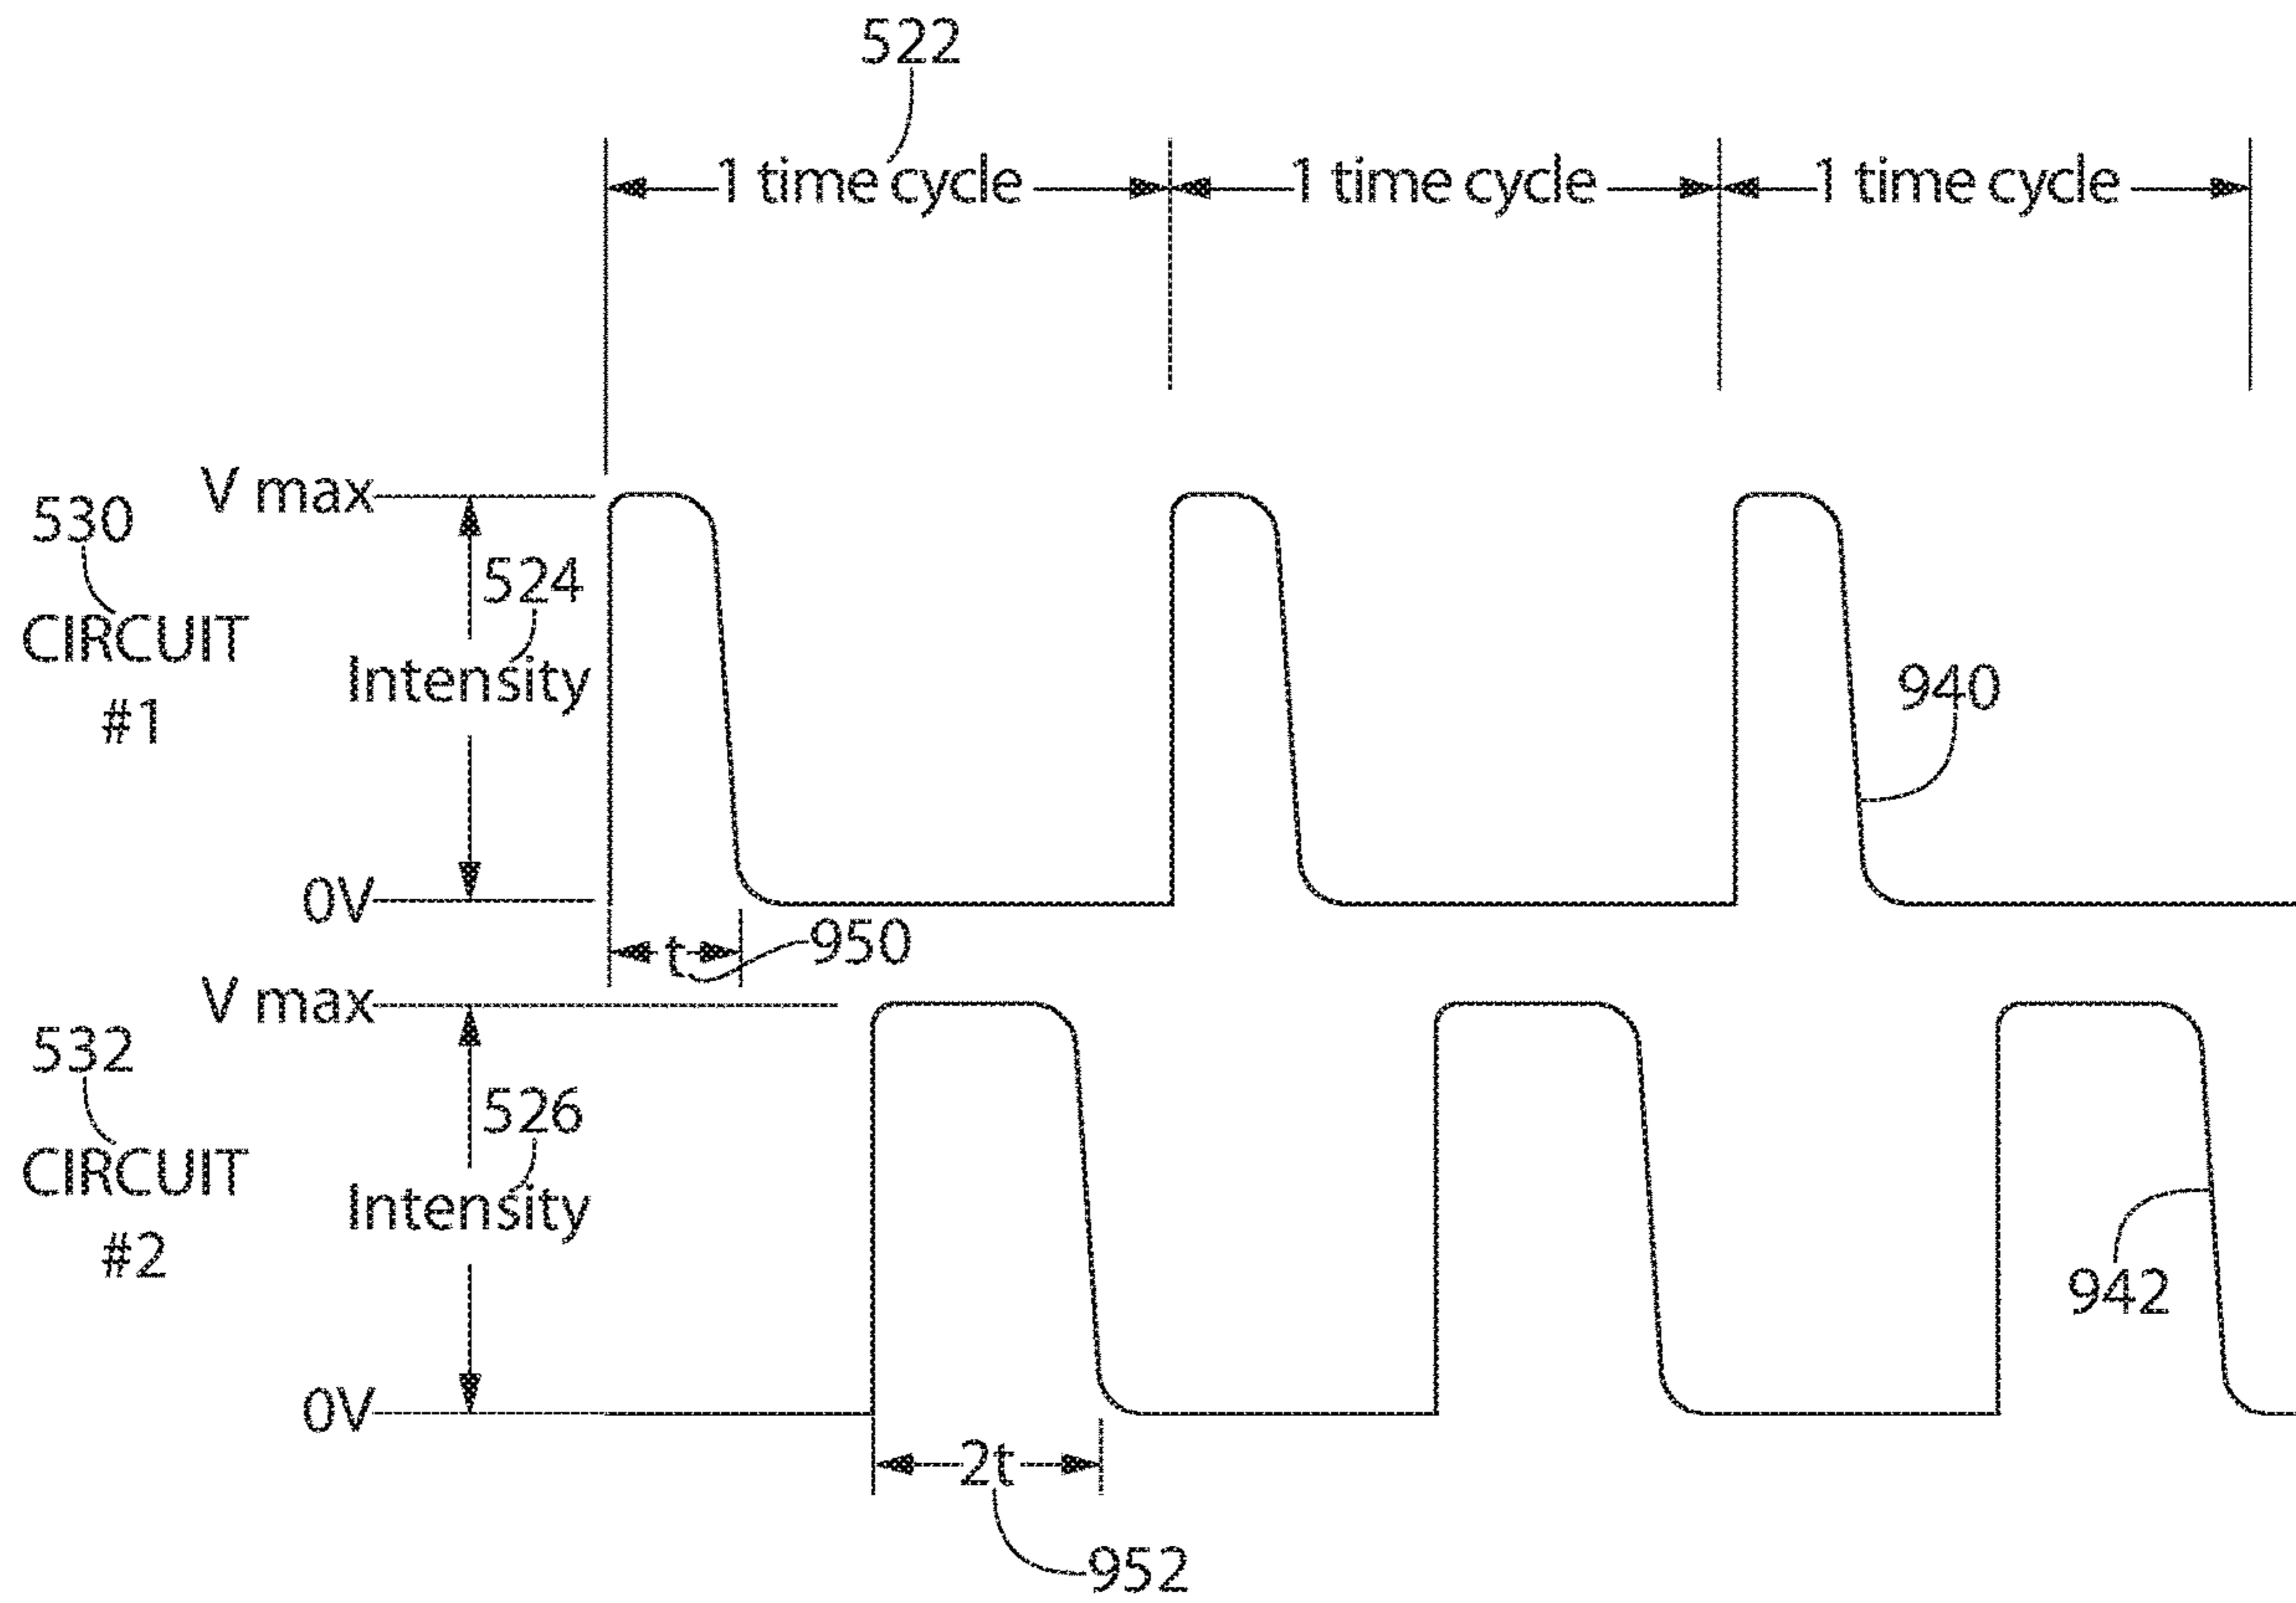 522
1 time cycle 1 time cycle 1 time cycle
V max
530
524
CIRCUIT
#1
Intensity
940
0V
t
950
V max
532
526
CIRCUIT
#2
Intensity
942
0V
2t
952